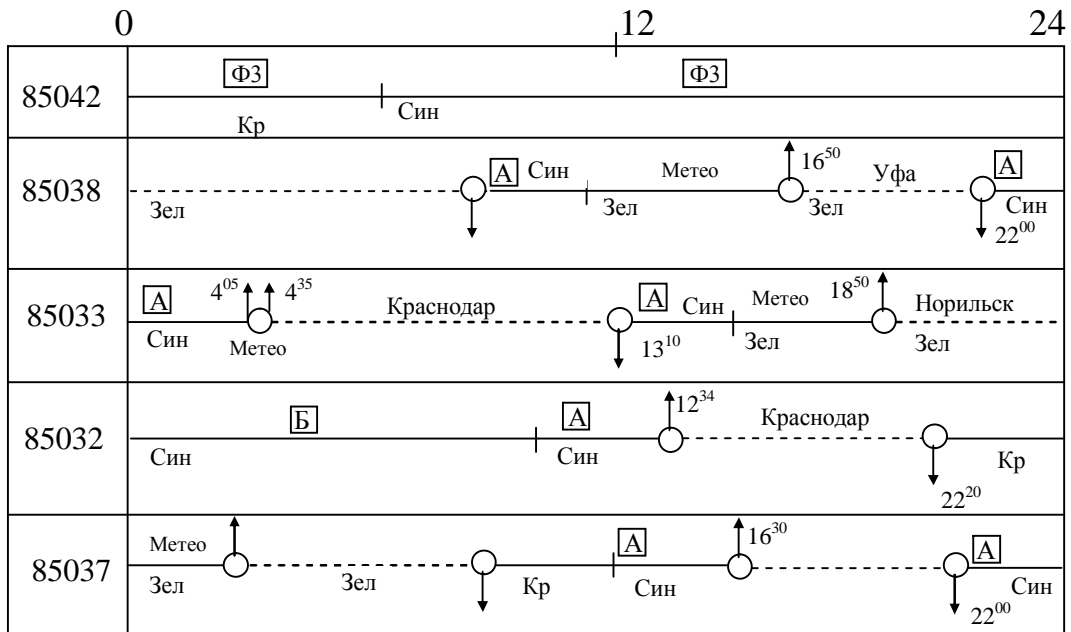 0 12 24
Ф3 Ф3
85042
Син
Кр
А Син Метео 16⁵⁰ Уфа А
85038
Зел Зел Зел Син
22⁰⁰
А 4⁰⁵ 4³⁵ Краснодар А Син Метео 18⁵⁰ Норильск
85033
Син Метео 13¹⁰ Зел Зел
Б А 12³⁴ Краснодар
85032
Син Син Кр
22²⁰
Метео А 16³⁰ А
85037
Зел Зел Кр Син Син
22⁰⁰